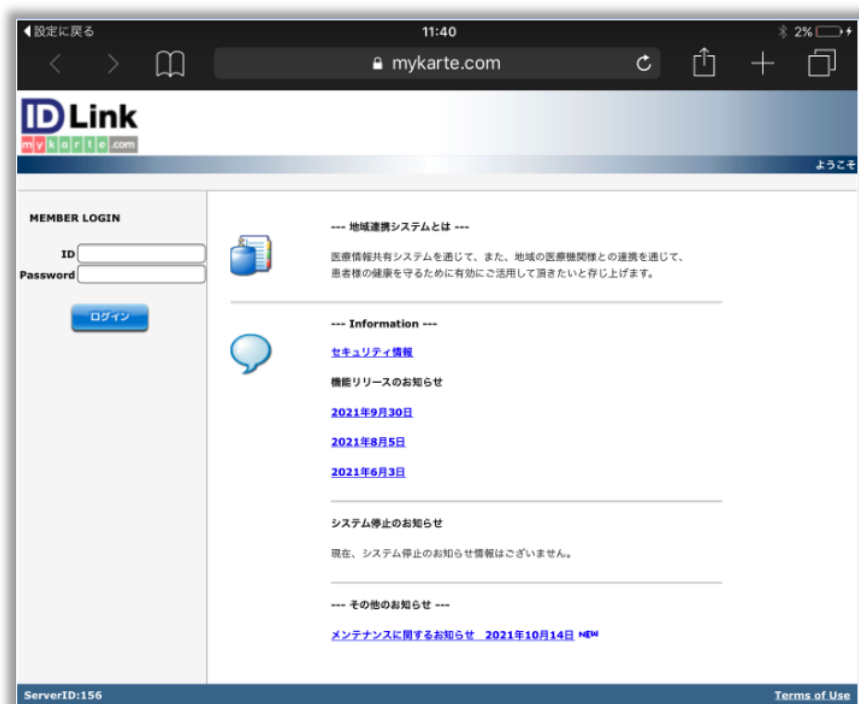 設定に戻る
11:40
2%
mykarte.com
ID Link
mykarte.com
ようこそ
MEMBER LOGIN
ID
Password
ログイン
--- 地域連携システムとは ---
医療情報共有システムを通じて、また、地域の医療機関様との連携を通じて、
患者様の健康を守るために有効にご活用して頂きたいと存じ上げます。
--- Information ---
セキュリティ情報
機能リリースのお知らせ
2021年9月30日
2021年8月5日
2021年6月3日
システム停止のお知らせ
現在、システム停止のお知らせ情報はございません。
--- その他のお知らせ ---
メンテナンスに関するお知らせ　2021年10月14日 NEW
ServerID:156
Terms of Use